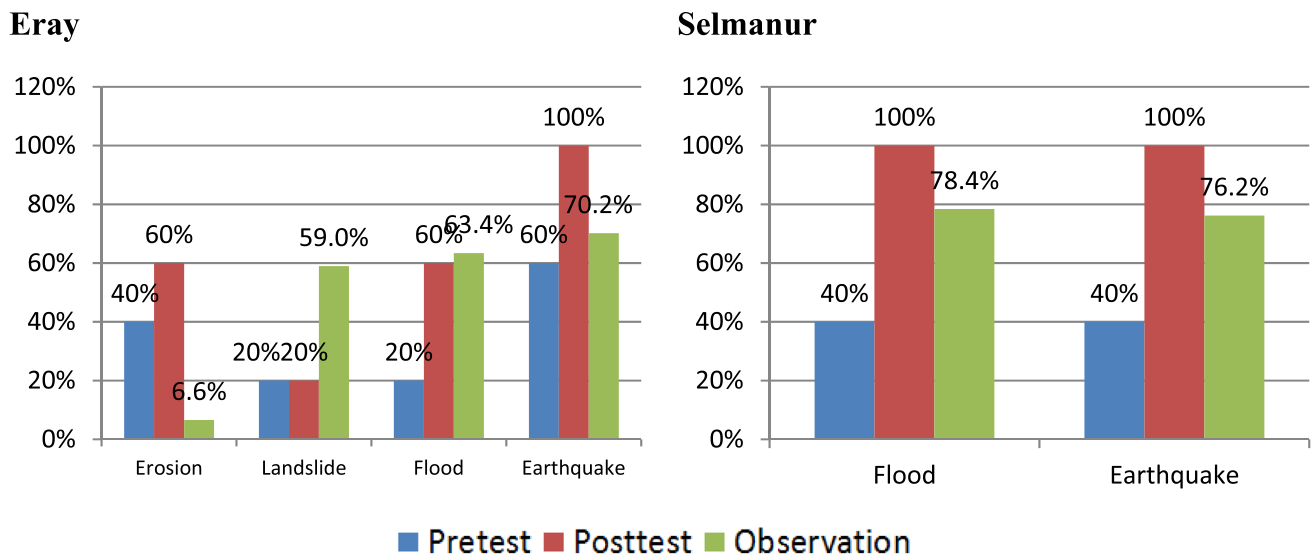 Eray
120%
100%
80%
60%
40%
20%
0%
40%
60%
6.6%
20%
20%
59.0%
20%
60%
63.4%
60%
100%
70.2%
Erosion
Landslide
Flood
Earthquake
Selmanur
120%
100%
80%
60%
40%
20%
0%
40%
100%
78.4%
40%
100%
76.2%
Flood
Earthquake
Pretest
Posttest
Observation